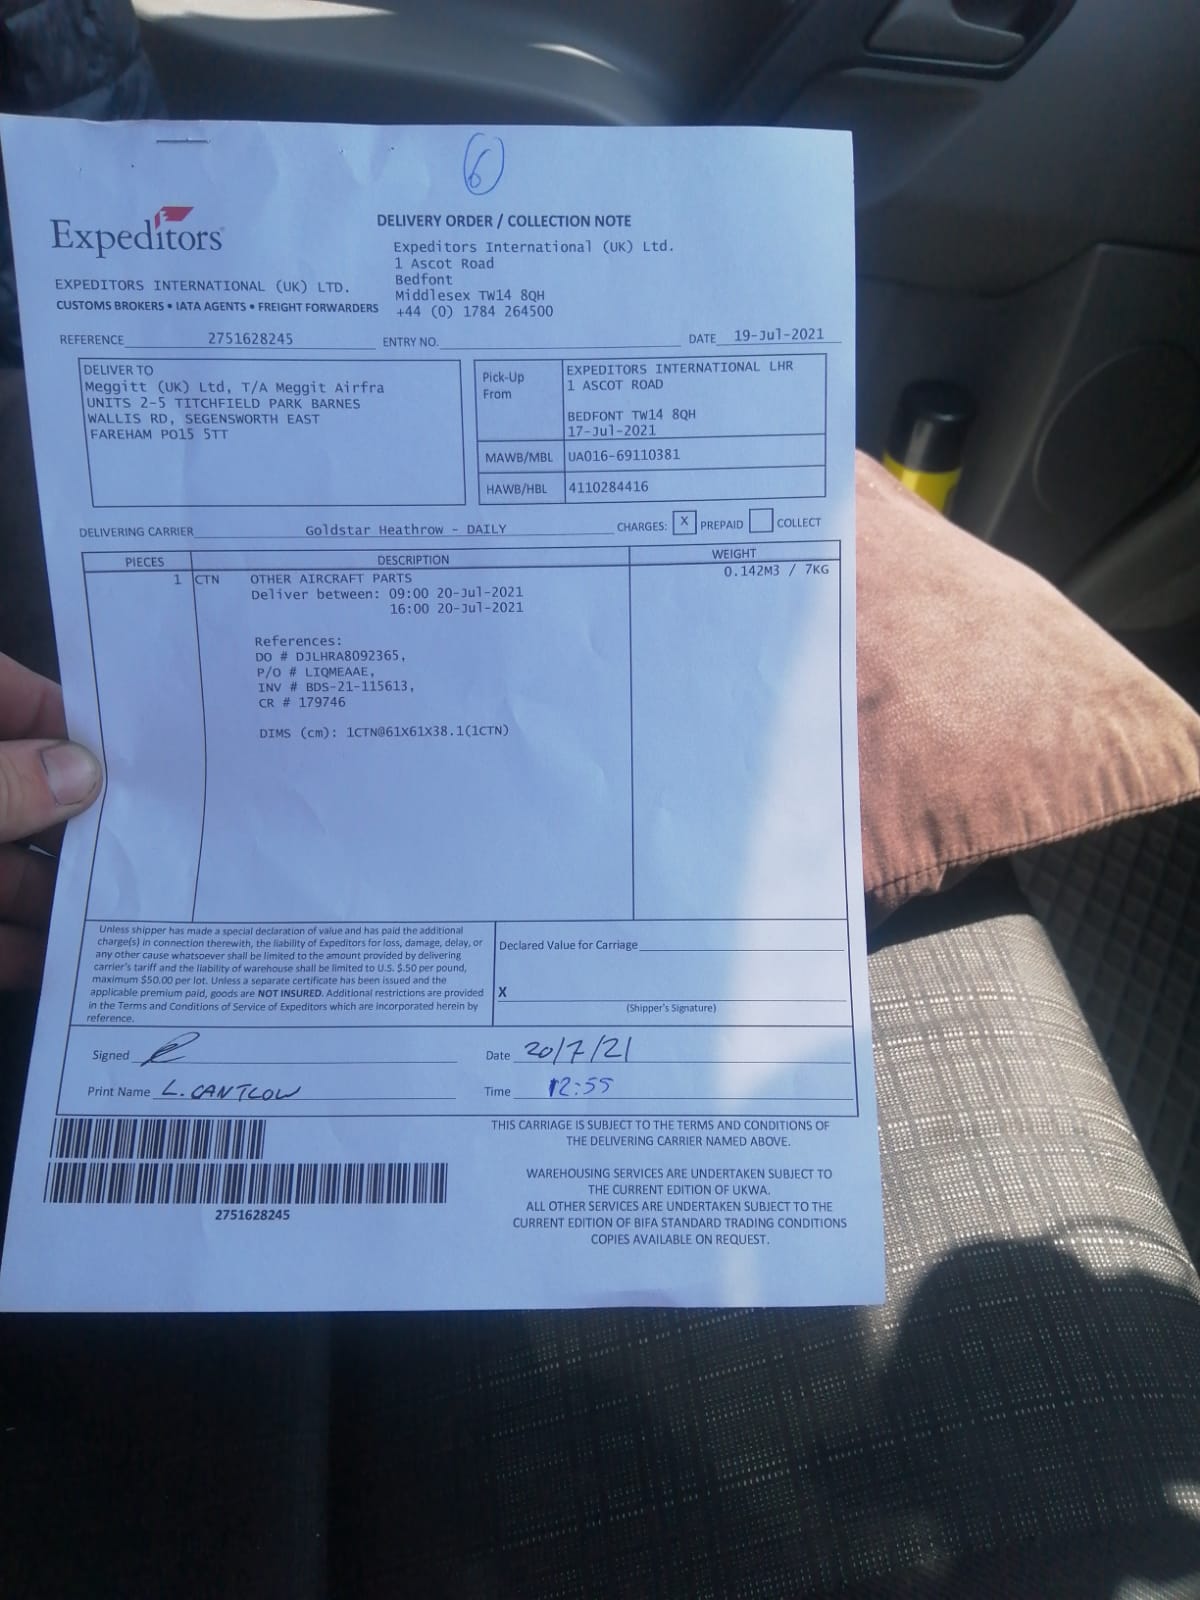 6
Expeditors
DELIVERY ORDER / COLLECTION NOTE
Expeditors International (UK) Ltd.
1 Ascot Road
Bedfont
Middlesex TW14 8QH
+44 (0) 1784 264500
EXPEDITORS INTERNATIONAL (UK) LTD.
CUSTOMS BROKERS • IATA AGENTS • FREIGHT FORWARDERS
REFERENCE 2751628245 ENTRY NO. DATE 19-Jul-2021
DELIVER TO
Meggitt (UK) Ltd, T/A Meggit Airfra
UNITS 2-5 TITCHFIELD PARK BARNES
WALLIS RD, SEGENSWORTH EAST
FAREHAM PO15 5TT
Pick-Up
From
EXPEDITORS INTERNATIONAL LHR
1 ASCOT ROAD
BEDFONT TW14 8QH
17-Jul-2021
MAWB/MBL UA016-69110381
HAWB/HBL 4110284416
DELIVERING CARRIER Goldstar Heathrow - DAILY CHARGES: X PREPAID COLLECT
PIECES DESCRIPTION WEIGHT
1 CTN OTHER AIRCRAFT PARTS 0.142M3 / 7KG
Deliver between: 09:00 20-Jul-2021
16:00 20-Jul-2021
References:
DO # DJLHRA8092365,
P/O # LIQMEAAE,
INV # BDS-21-115613,
CR # 179746
DIMS (cm): 1CTN@61X61X38.1(1CTN)
Unless shipper has made a special declaration of value and has paid the additional
charge(s) in connection therewith, the liability of Expeditors for loss, damage, delay, or
any other cause whatsoever shall be limited to the amount provided by delivering
carrier's tariff and the liability of warehouse shall be limited to U.S. $.50 per pound,
maximum $50.00 per lot. Unless a separate certificate has been issued and the
applicable premium paid, goods are NOT INSURED. Additional restrictions are provided
in the Terms and Conditions of Service of Expeditors which are incorporated herein by
reference.
Declared Value for Carriage
X
(Shipper's Signature)
Signed
Date 20/7/21
Print Name L. CANTLOW
Time 12:55
THIS CARRIAGE IS SUBJECT TO THE TERMS AND CONDITIONS OF
THE DELIVERING CARRIER NAMED ABOVE.
WAREHOUSING SERVICES ARE UNDERTAKEN SUBJECT TO
THE CURRENT EDITION OF UKWA.
ALL OTHER SERVICES ARE UNDERTAKEN SUBJECT TO THE
CURRENT EDITION OF BIFA STANDARD TRADING CONDITIONS
COPIES AVAILABLE ON REQUEST.
2751628245